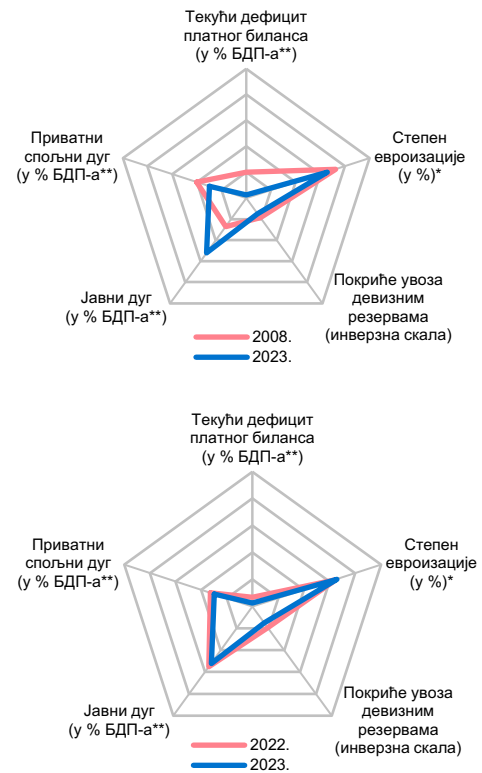 Текући дефицит
платног биланса
(у % БДП-а**)
Приватни
спољни дуг
(у % БДП-а**)
Степен
евроизације
(у %)*
Јавни дуг
(у % БДП-а**)
Покриће увоза
девизним
резервама
(инверзна скала)
2008.
2023.
Текући дефицит
платног биланса
(у % БДП-а**)
Приватни
спољни дуг
(у % БДП-а**)
Степен
евроизације
(у %)*
Јавни дуг
(у % БДП-а**)
Покриће увоза
девизним
резервама
(инверзна скала)
2022.
2023.